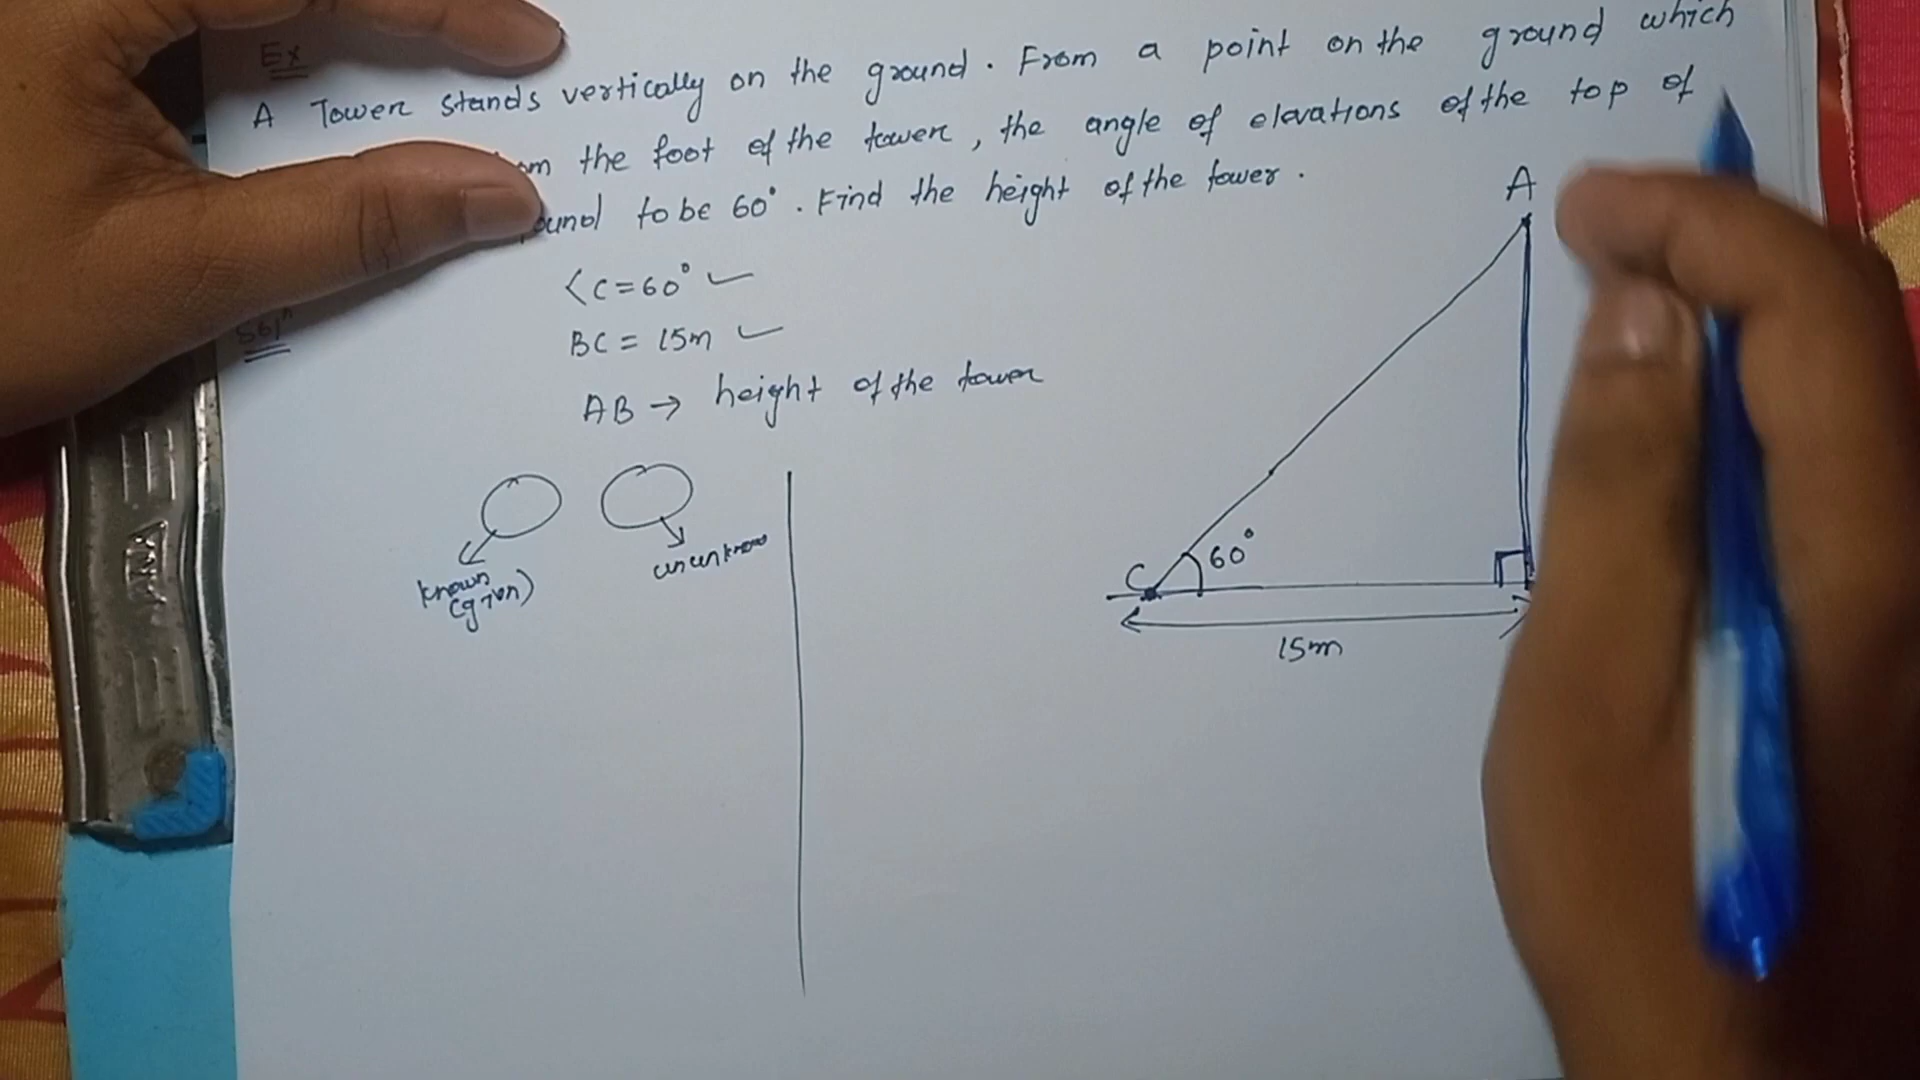 Ex
A Tower stands vertically on the ground. From a point on the ground which
the foot of the tower, the angle of elevations of the top of
to be 60°. Find the height of the tower.
Solⁿ
<C=60°
BC = 15m
AB → height of the tower
known
(given)
A
C
60°
15m